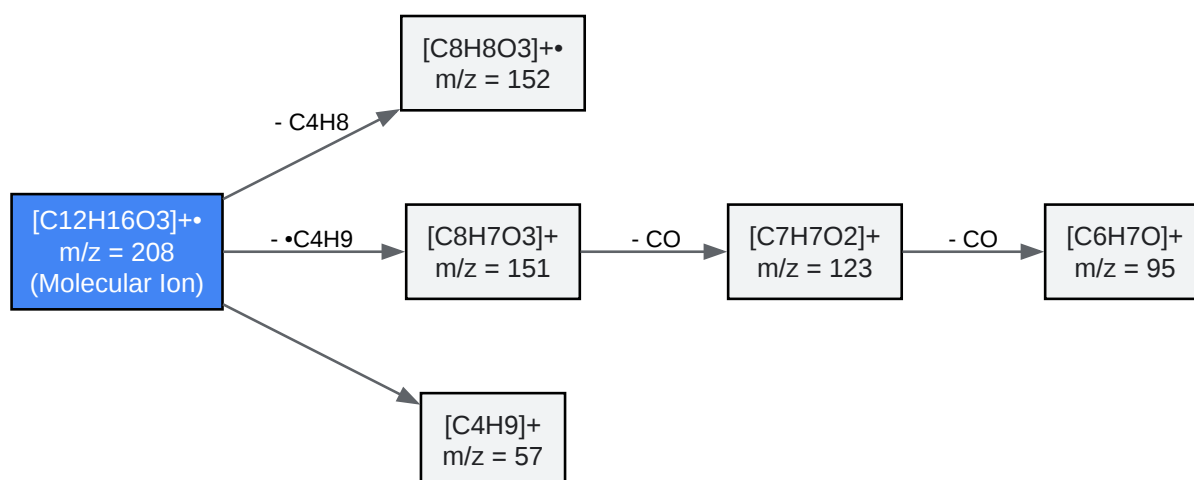 [C8H8O3]+•
m/z = 152
- C4H8
[C12H16O3]+•
m/z = 208
(Molecular Ion)
- •C4H9
[C8H7O3]+
m/z = 151
- CO
[C7H7O2]+
m/z = 123
- CO
[C6H7O]+
m/z = 95
[C4H9]+
m/z = 57